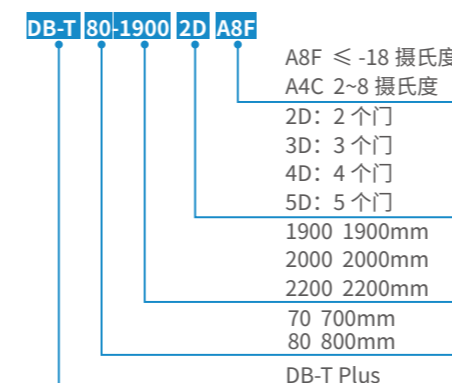 DB-T 80-1900 2D A8F
A8F ≤ -18 摄氏度
A4C 2~8 摄氏度
2D：2 个门
3D：3 个门
4D：4 个门
5D：5 个门
1900 1900mm
2000 2000mm
2200 2200mm
70 700mm
80 800mm
DB-T Plus